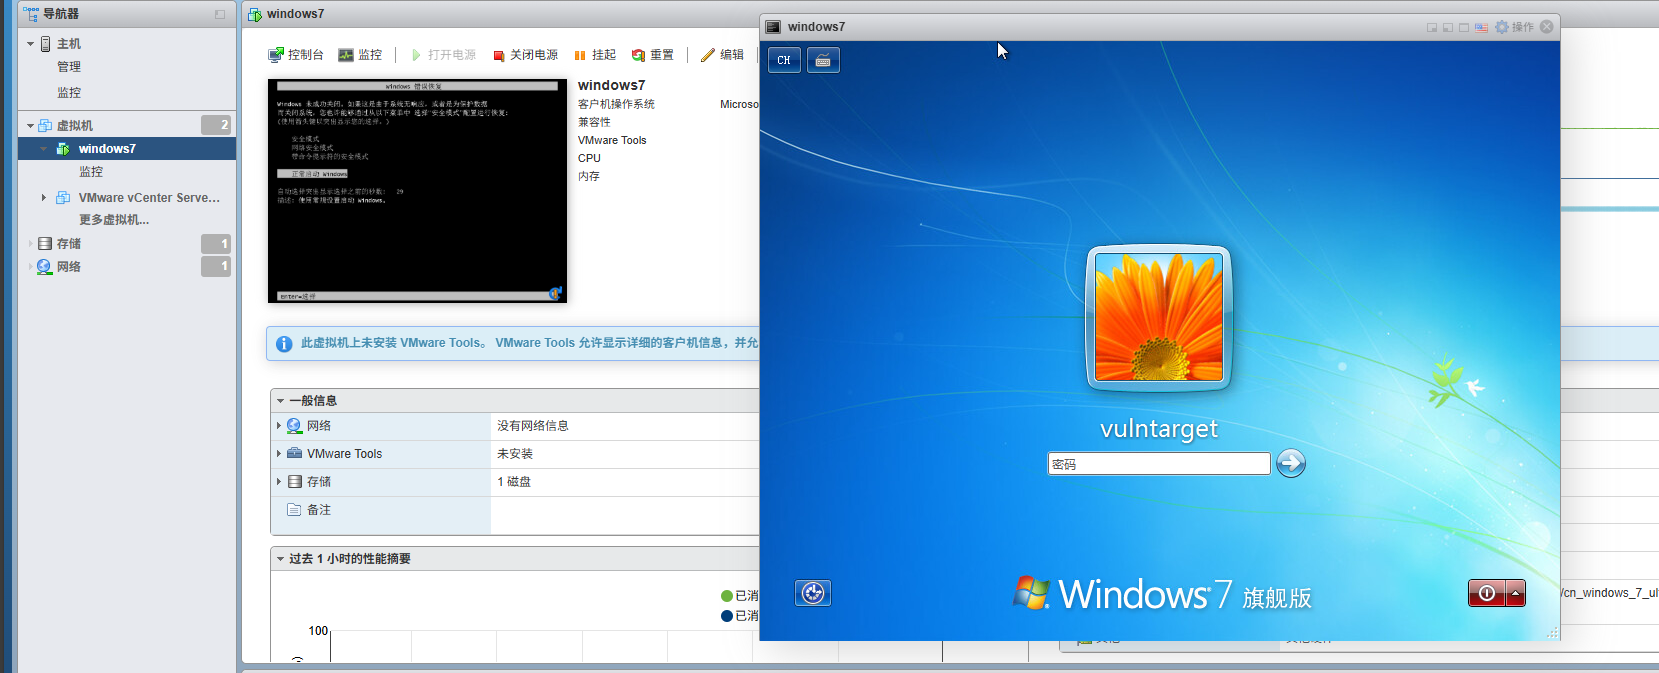 导航器
主机
管理
监控
虚拟机 2
windows7
监控
VMware vCenter Serve...
更多虚拟机...
存储 1
网络 1
windows7
控制台 监控 打开电源 关闭电源 挂起 重置 编辑
Windows 错误恢复
Windows 未成功关闭。如果这是由于系统无响应，或者是为保护数据
而关闭系统，您也许能够通过从以下菜单中 选择"安全模式"配置运行恢复:
(使用箭头键以突出显示您的选择。)
安全模式
网络安全模式
带命令提示符的安全模式
正常启动 Windows
自动选择突出显示选择之前的秒数: 29
描述: 使用常规设置启动 Windows。
Enter=选择
windows7
客户机操作系统 Microso
兼容性
VMware Tools
CPU
内存
此虚拟机上未安装 VMware Tools。 VMware Tools 允许显示详细的客户机信息，并允
一般信息
网络 没有网络信息
VMware Tools 未安装
存储 1 磁盘
备注
过去 1 小时的性能摘要
已消
已消
100
windows7
操作
CH
vulntarget
密码
Windows 7 旗舰版
/cn_windows_7_ul